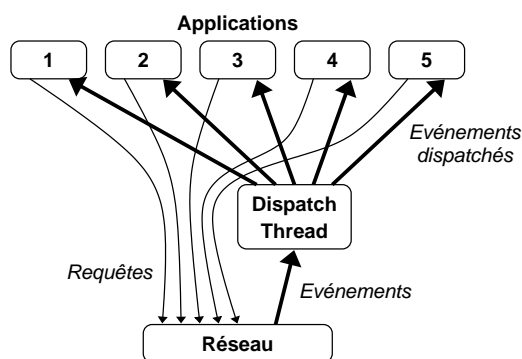 Applications
1 2 3 4 5
Evénements
dispatchés
Dispatch
Thread
Requêtes
Evénements
Réseau